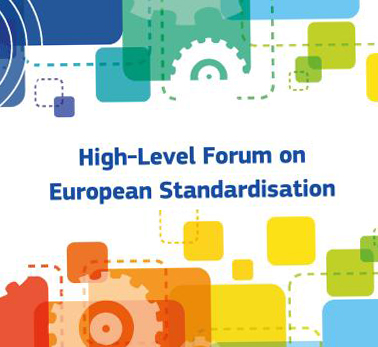 High-Level Forum on
European Standardisation